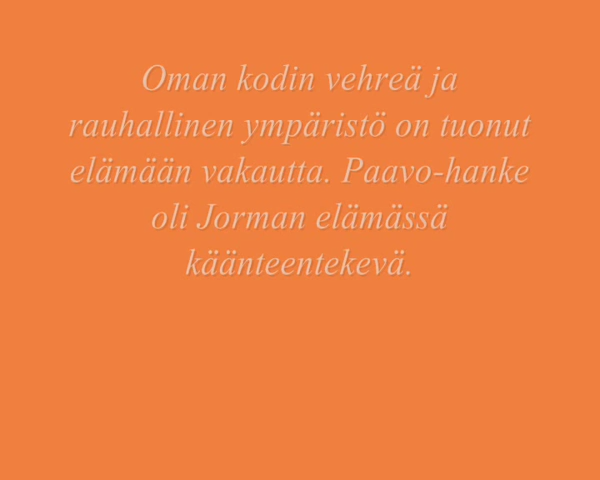 Oman kodin vehreä ja
rauhallinen ympäristö on tuonut
elämään vakautta. Paavo-hanke
oli Jorman elämässä
käänteentekevä.